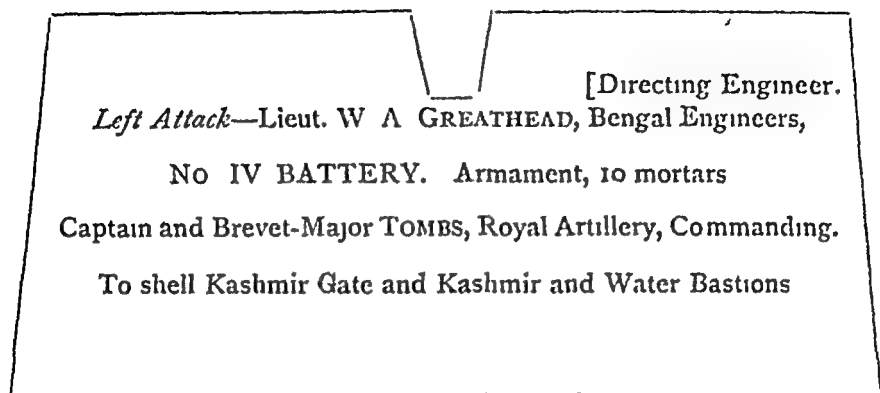 [Directing Engineer.
Left Attack—Lieut. W A GREATHEAD, Bengal Engineers,
No IV BATTERY. Armament, 10 mortars
Captain and Brevet-Major TOMBS, Royal Artillery, Commanding.
To shell Kashmir Gate and Kashmir and Water Bastions